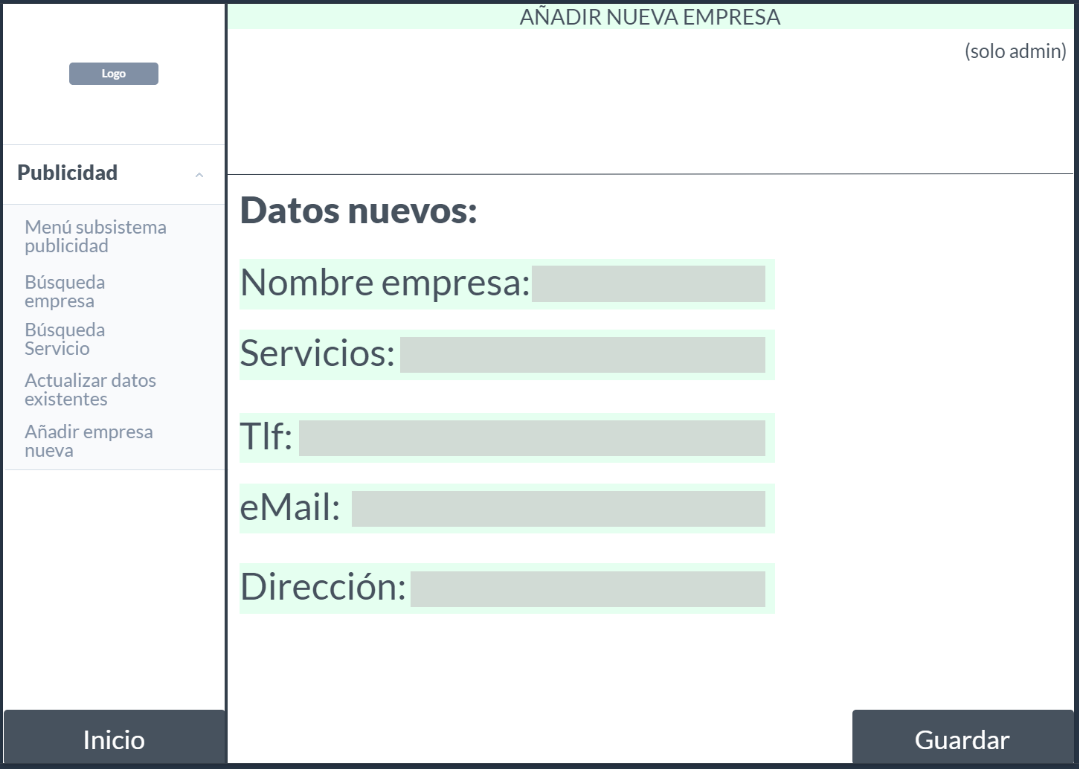 AÑADIR NUEVA EMPRESA
(solo admin)
Logo
Publicidad
Menú subsistema
publicidad
Búsqueda
empresa
Búsqueda
Servicio
Actualizar datos
existentes
Añadir empresa
nueva
Datos nuevos:
Nombre empresa:
Servicios:
Tlf:
eMail:
Dirección:
Inicio
Guardar